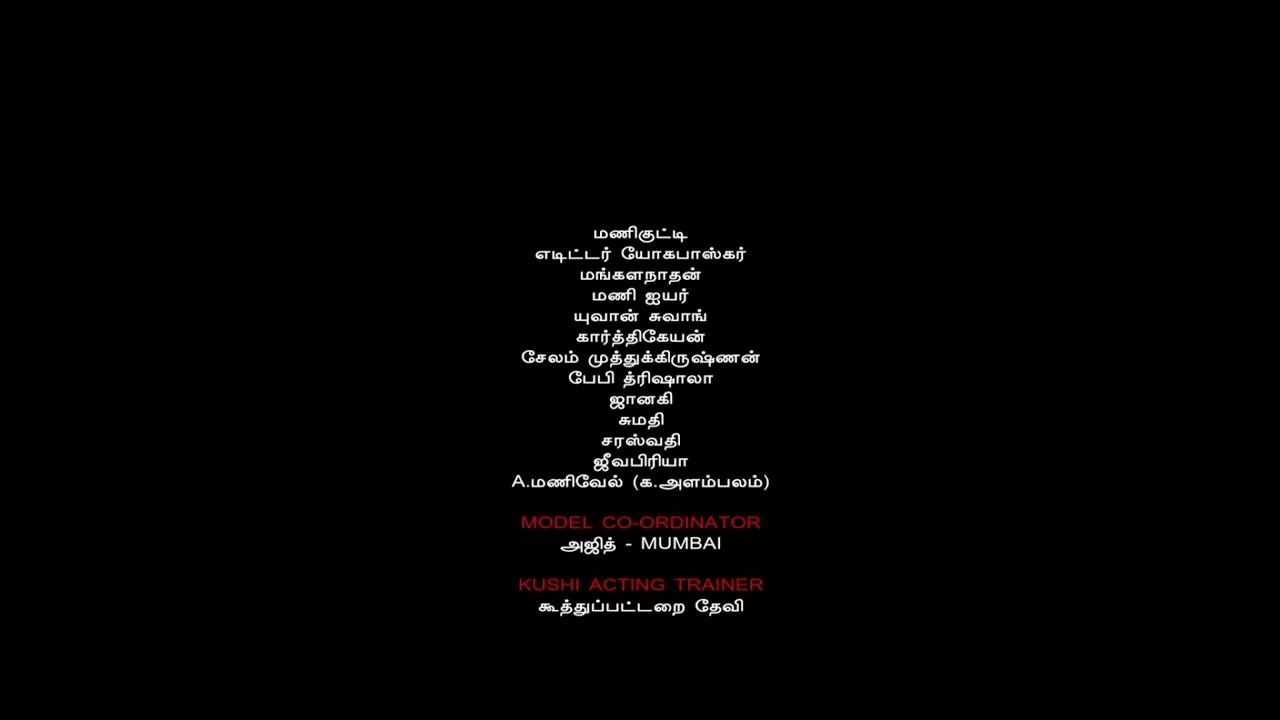 மணிகுட்டி
எடிட்டர் யோகபாஸ்கர்
மங்களநாதன்
மணி ஐயர்
யுவான் சுவாங்
கார்த்திகேயன்
சேலம் முத்துக்கிருஷ்ணன்
பேபி த்ரிஷாலா
ஜானகி
சுமதி
சரஸ்வதி
ஜீவபிரியா
A.மணிவேல் (க.அளம்பலம்)
MODEL CO-ORDINATOR
அஜித் - MUMBAI
KUSHI ACTING TRAINER
கூத்துப்பட்டறை தேவி